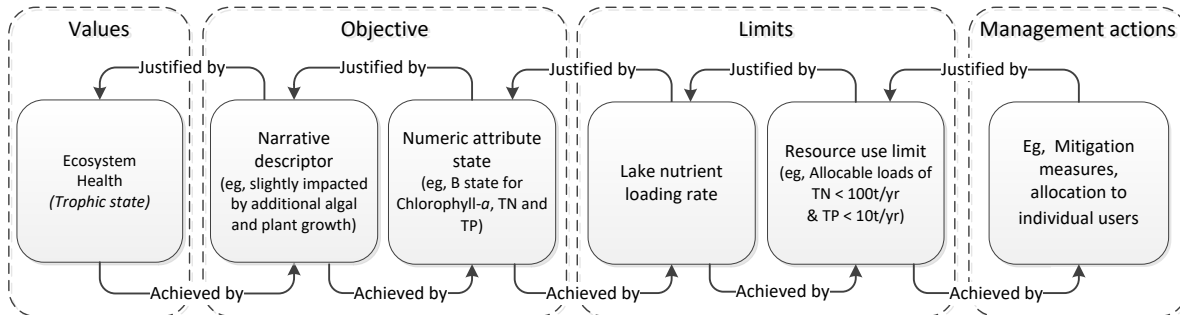 Values
Objective
Limits
Management actions
Justified by
Justified by
Justified by
Justified by
Justified by
Ecosystem
Health
(Trophic state)
Narrative
descriptor
(eg, slightly impacted
by additional algal
and plant growth)
Numeric attribute
state
(eg, B state for
Chlorophyll-a, TN and
TP)
Lake nutrient
loading rate
Resource use limit
(eg, Allocable loads of
TN < 100t/yr
& TP < 10t/yr)
Eg, Mitigation
measures,
allocation to
individual users
Achieved by
Achieved by
Achieved by
Achieved by
Achieved by